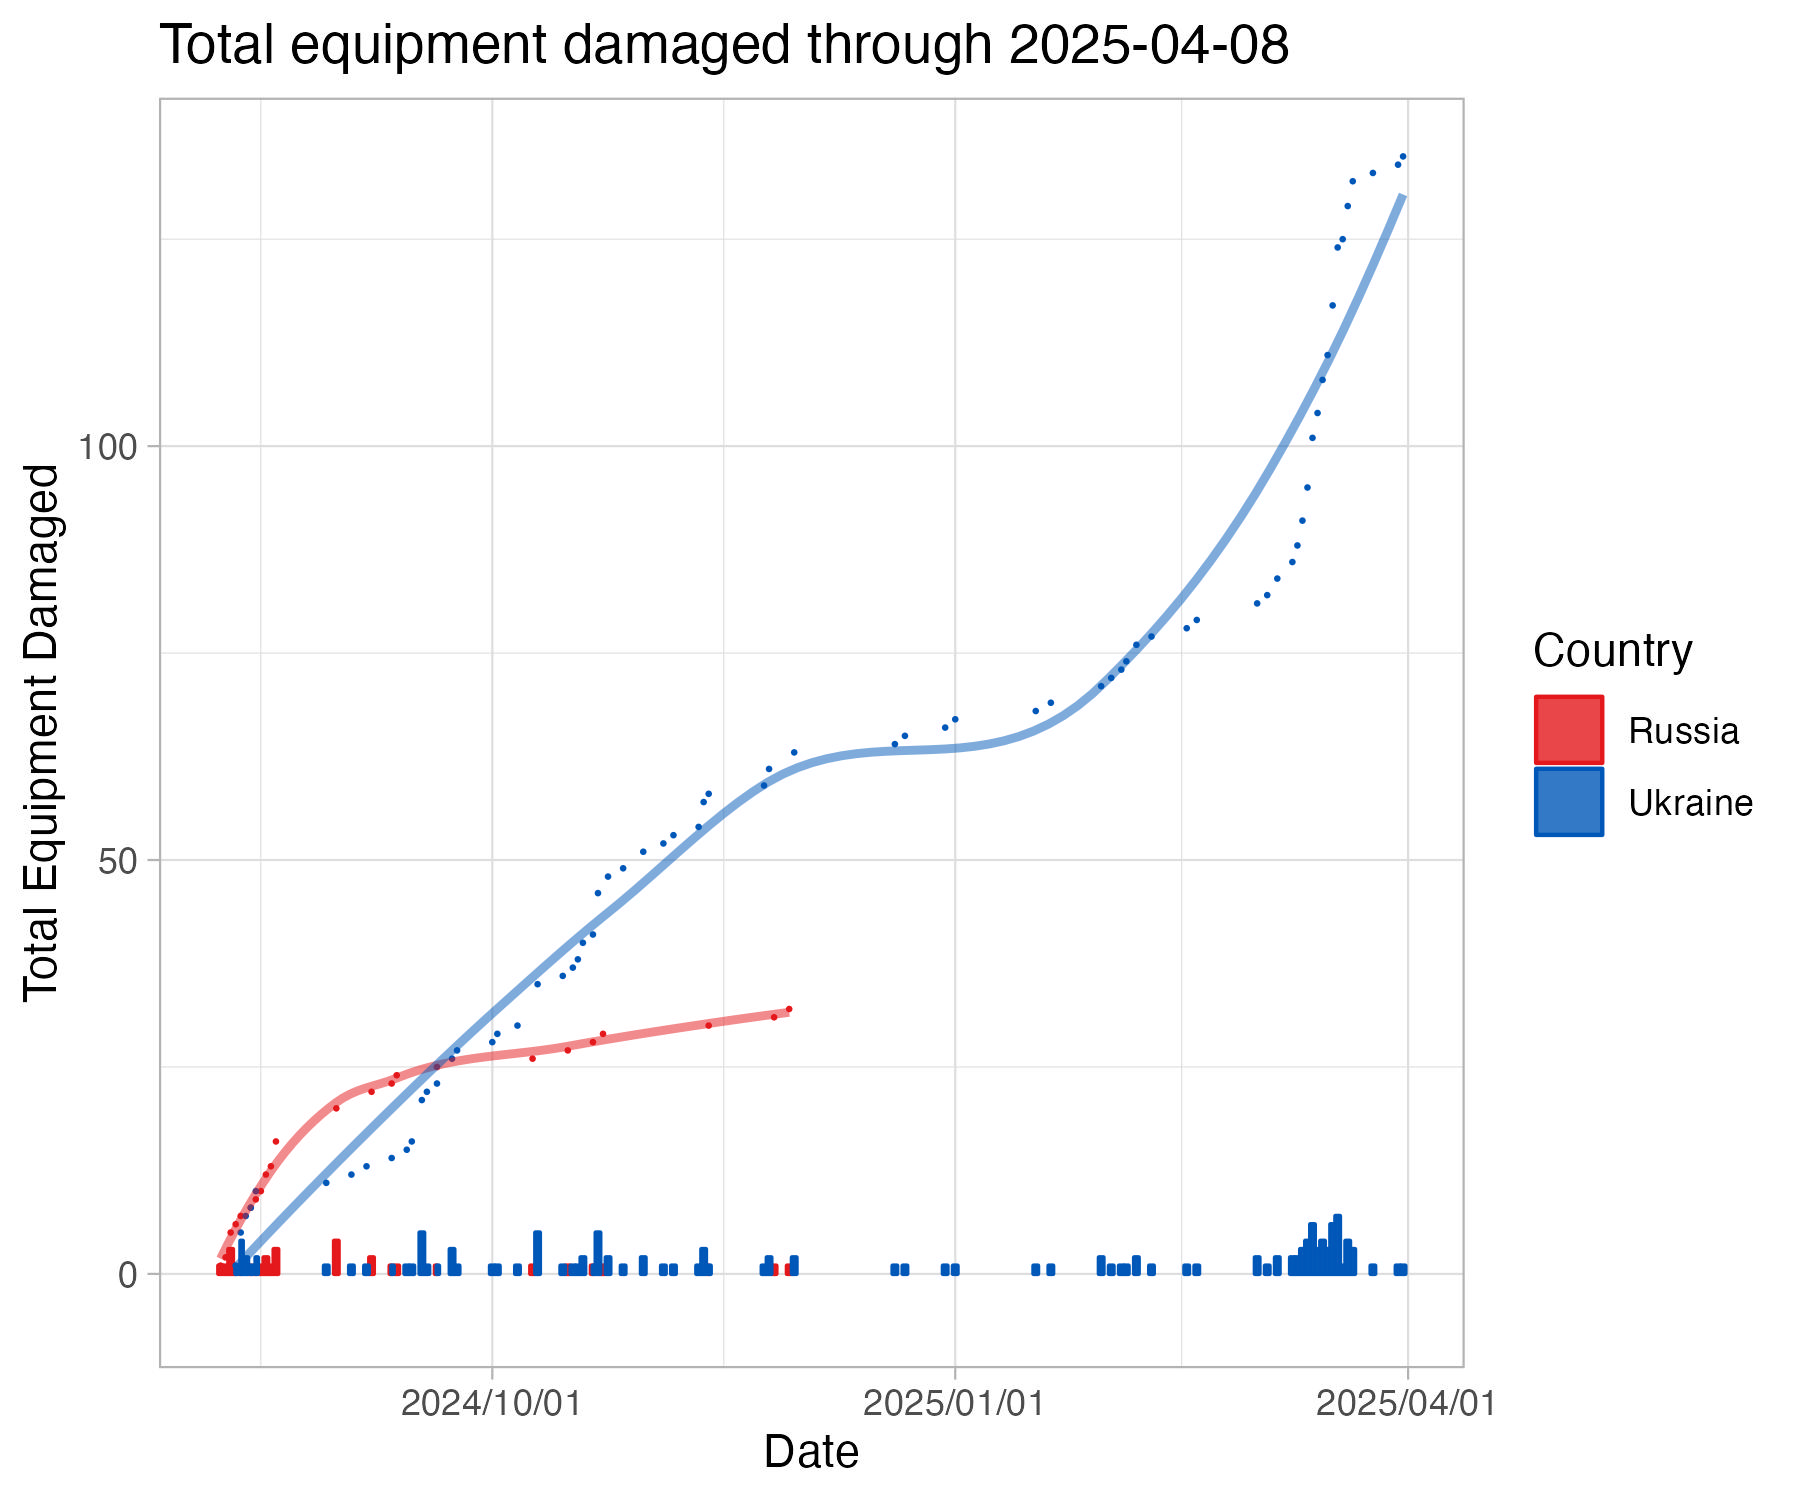 Total equipment damaged through 2025-04-08
Total Equipment Damaged
100
50
0
2024/10/01
2025/01/01
2025/04/01
Date
Country
Russia
Ukraine